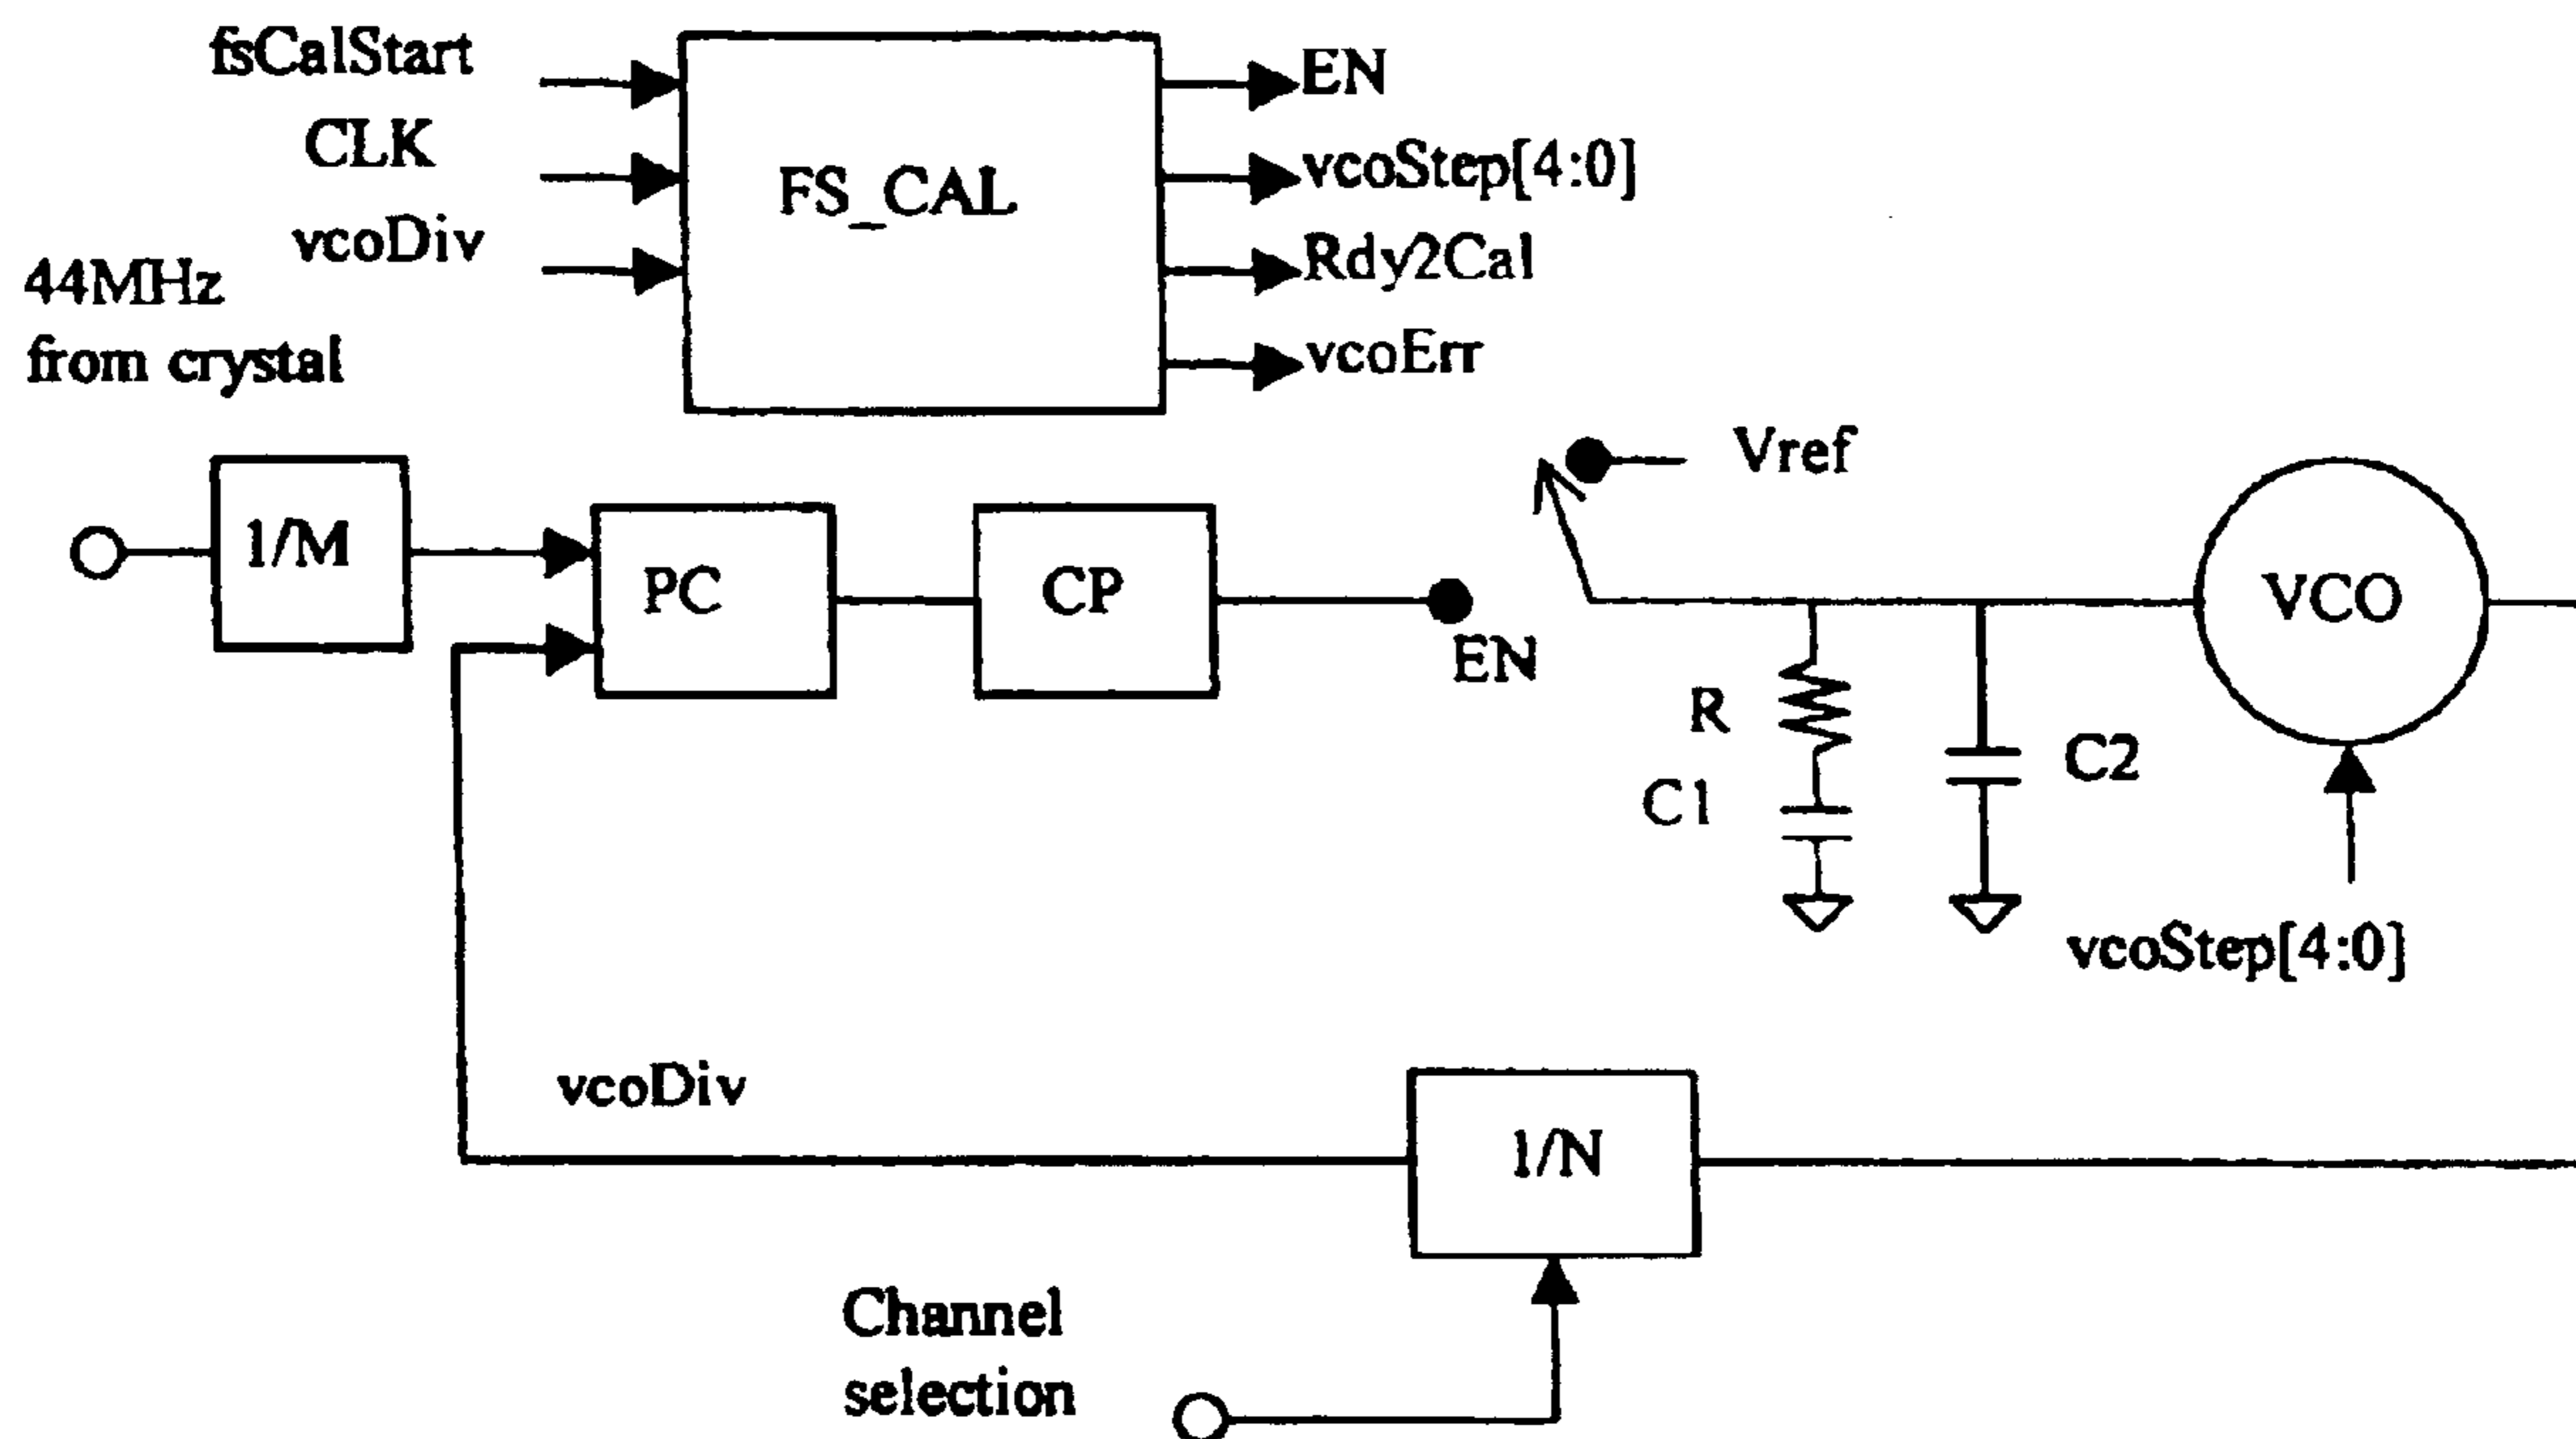 fsCalStart
CLK
vcoDiv
FS_CAL
EN
vcoStep[4:0]
Rdy2Cal
vcoErr
44MHz
from crystal
1/M
PC
CP
EN
Vref
R
C1
C2
VCO
vcoStep[4:0]
vcoDiv
1/N
Channel
selection